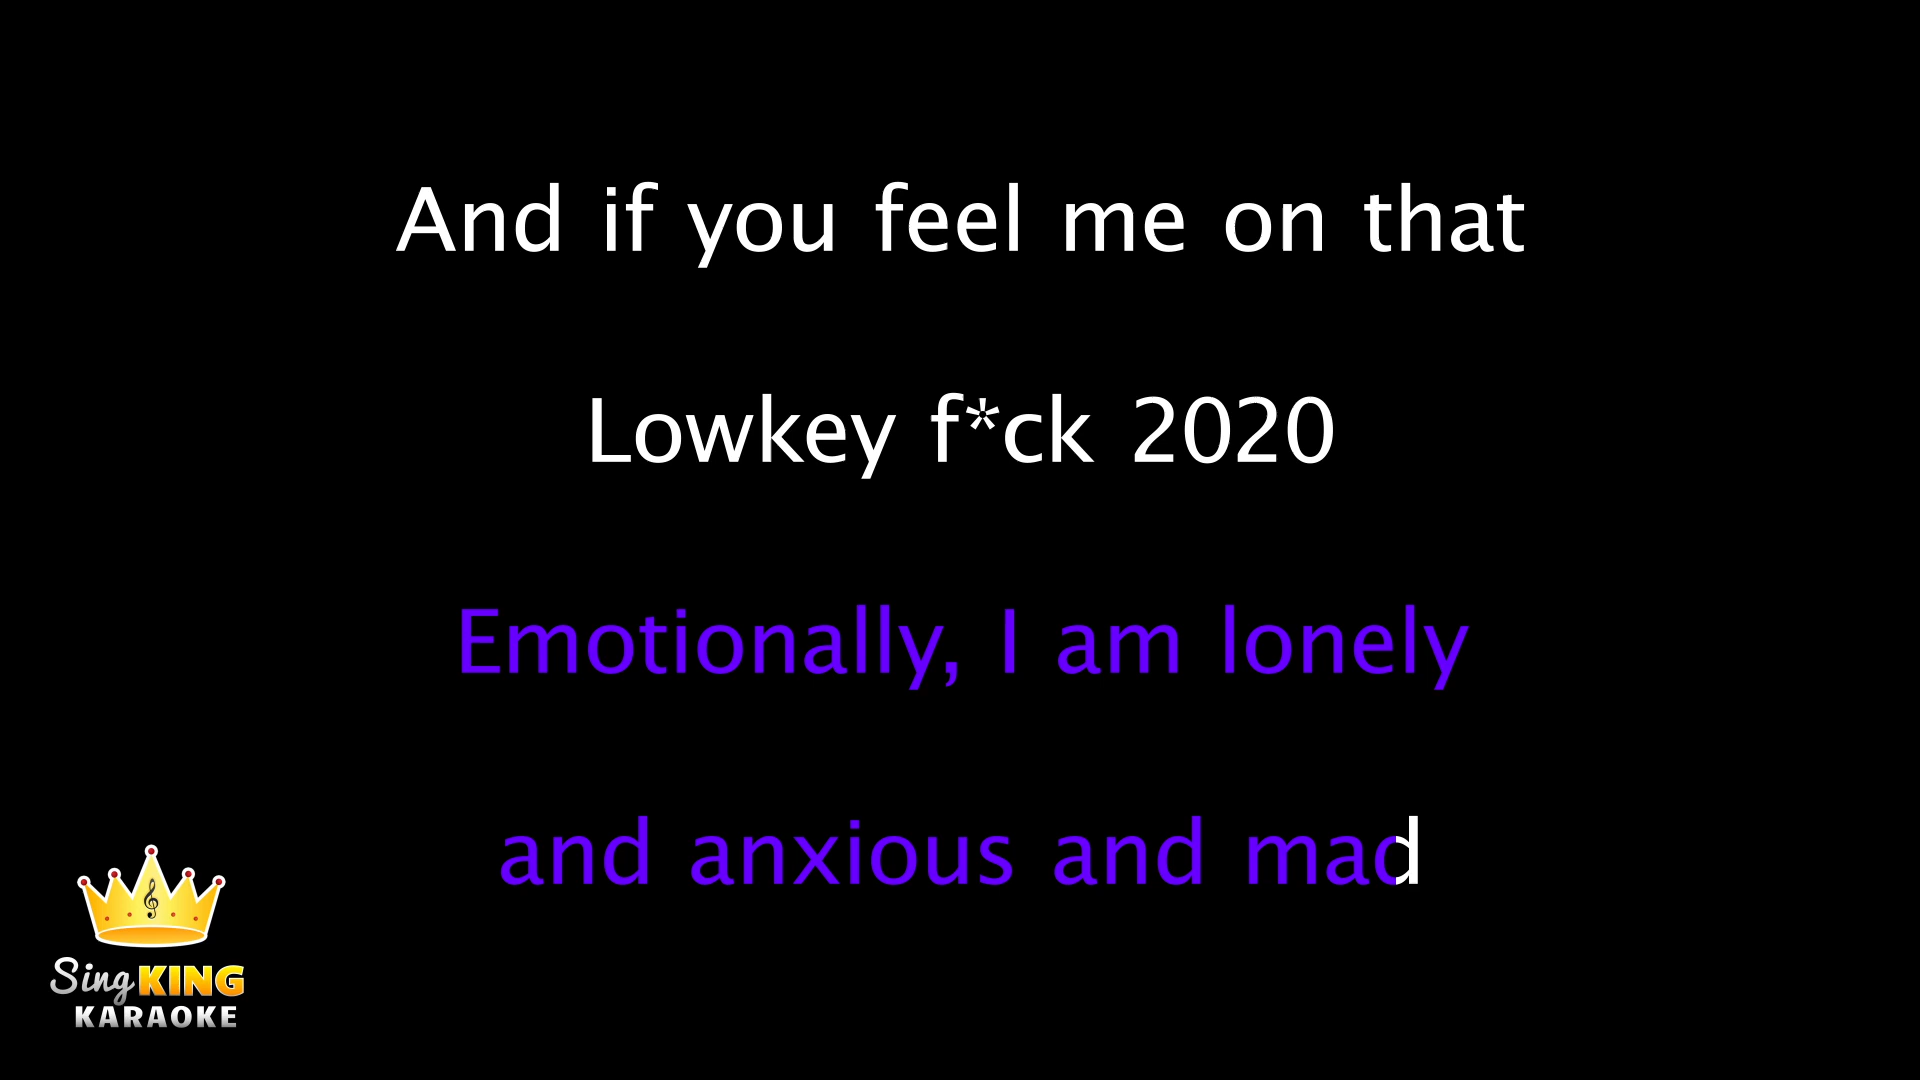 And if you feel me on that
Lowkey f*ck 2020
Emotionally, I am lonely
and anxious and mad
Sing KING
KARAOKE